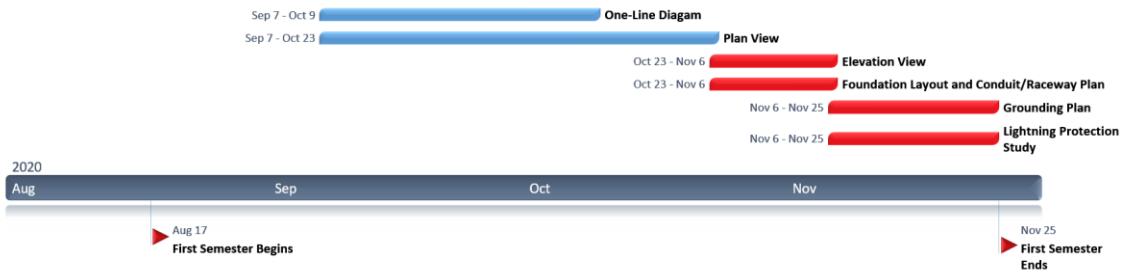 Sep 7 - Oct 9 One-Line Diagam
Sep 7 - Oct 23 Plan View
Oct 23 - Nov 6 Elevation View
Oct 23 - Nov 6 Foundation Layout and Conduit/Raceway Plan
Nov 6 - Nov 25 Grounding Plan
Nov 6 - Nov 25 Lightning Protection
Study
2020
Aug Sep Oct Nov
Aug 17
First Semester Begins
Nov 25
First Semester
Ends